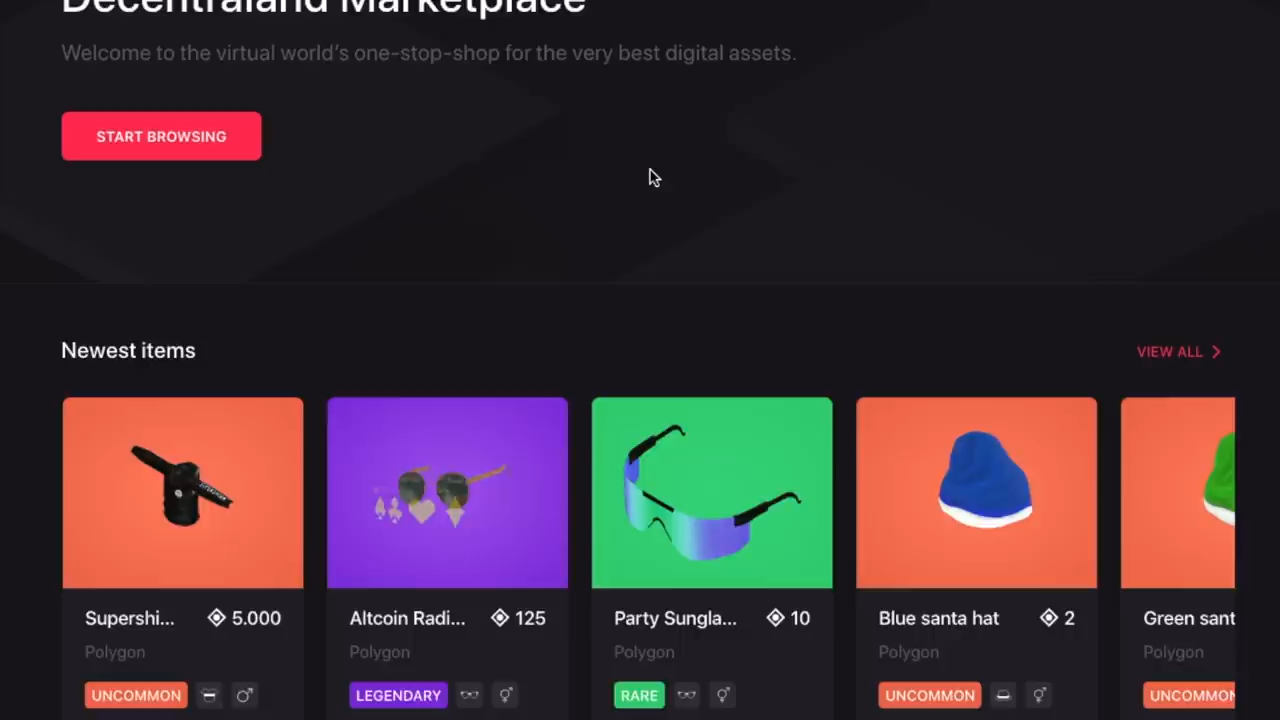 Decentraland Marketplace
Welcome to the virtual world's one-stop-shop for the very best digital assets.
START BROWSING
Newest items
VIEW ALL
Supershi... 5.000
Altcoin Radi... 125
Party Sungla... 10
Blue santa hat 2
Green sant
Polygon
Polygon
Polygon
Polygon
Polygon
UNCOMMON
LEGENDARY
RARE
UNCOMMON
UNCOMMON